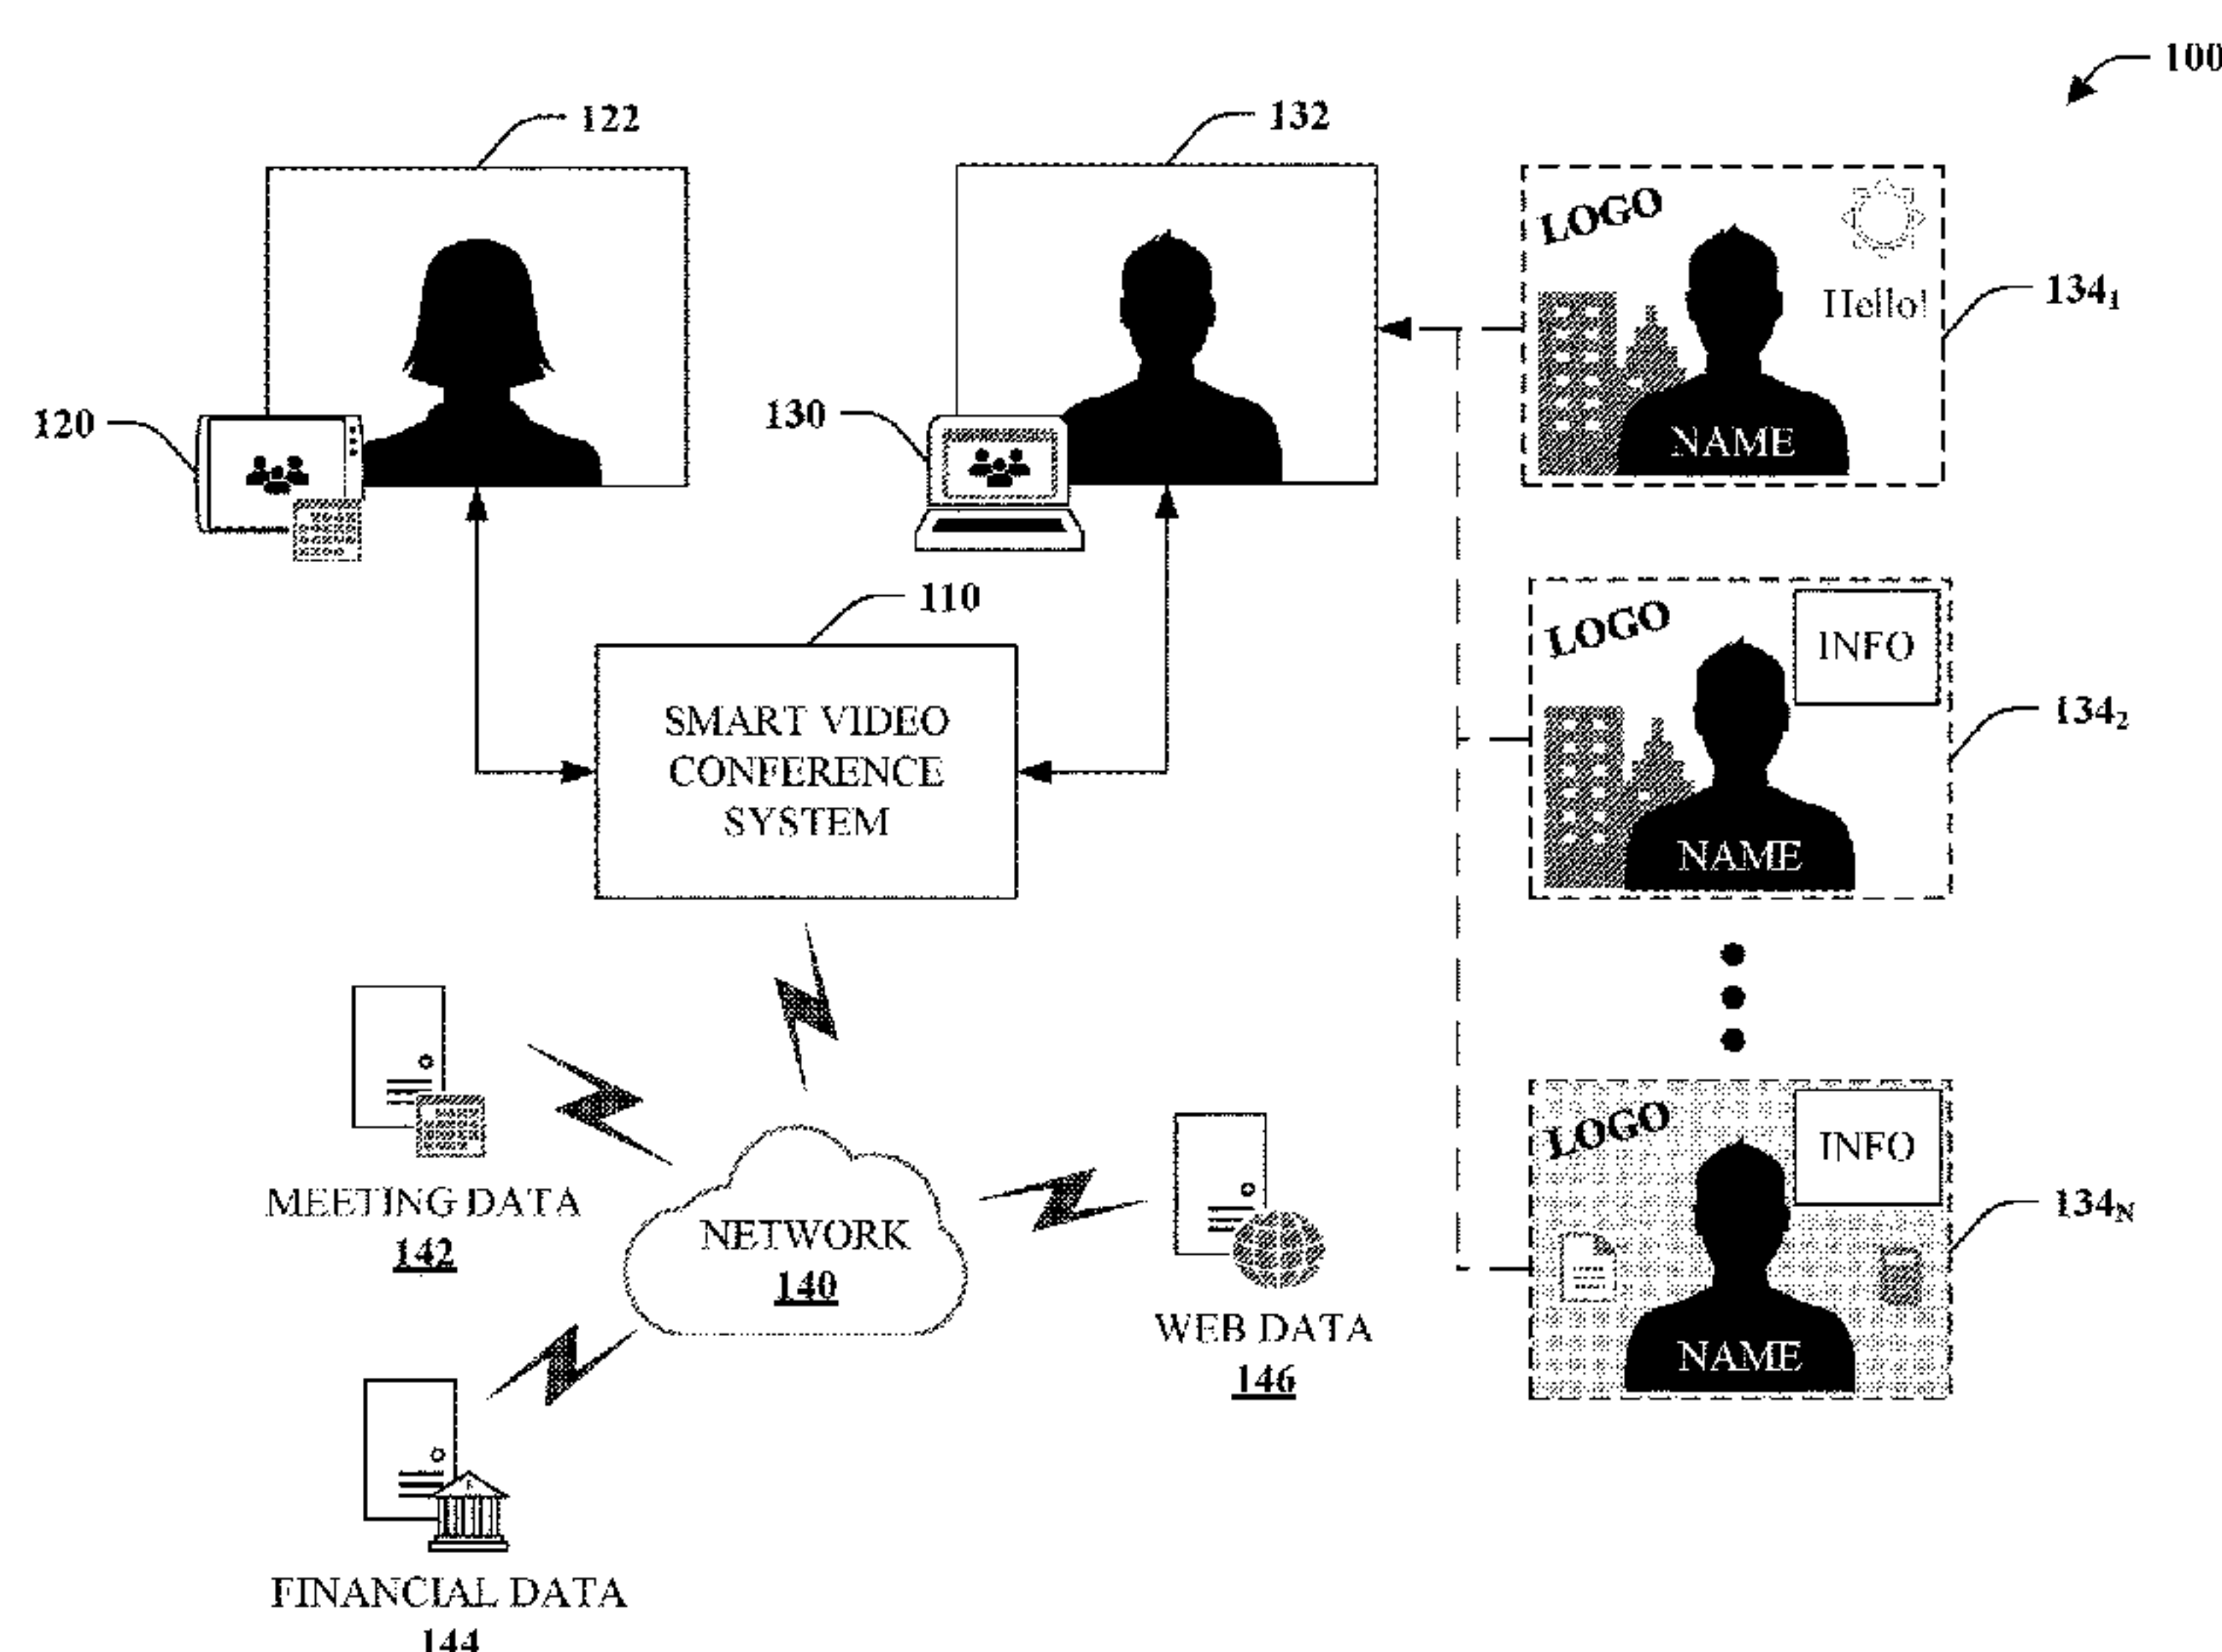 100
122
132
LOGO
Hello!
134₁
120
130
NAME
110
LOGO
INFO
SMART VIDEO
CONFERENCE
SYSTEM
134₂
NAME
LOGO
INFO
MEETING DATA
142
NETWORK
140
134N
WEB DATA
146
NAME
FINANCIAL DATA
144